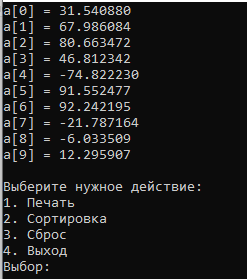 a[0] = 31.540880
a[1] = 67.986084
a[2] = 80.663472
a[3] = 46.812342
a[4] = -74.822230
a[5] = 91.552477
a[6] = 92.242195
a[7] = -21.787164
a[8] = -6.033509
a[9] = 12.295907
Выберите нужное действие:
1. Печать
2. Сортировка
3. Сброс
4. Выход
Выбор: